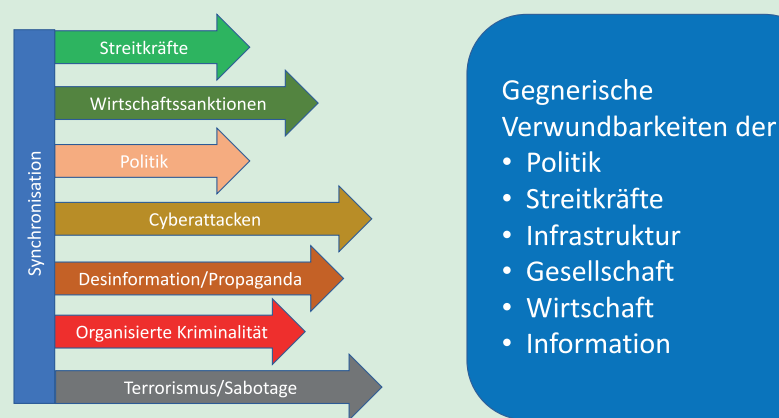 Synchronisation
Streitkräfte
Wirtschaftssanktionen
Politik
Cyberattacken
Desinformation/Propaganda
Organisierte Kriminalität
Terrorismus/Sabotage
Gegnerische
Verwundbarkeiten der
• Politik
• Streitkräfte
• Infrastruktur
• Gesellschaft
• Wirtschaft
• Information